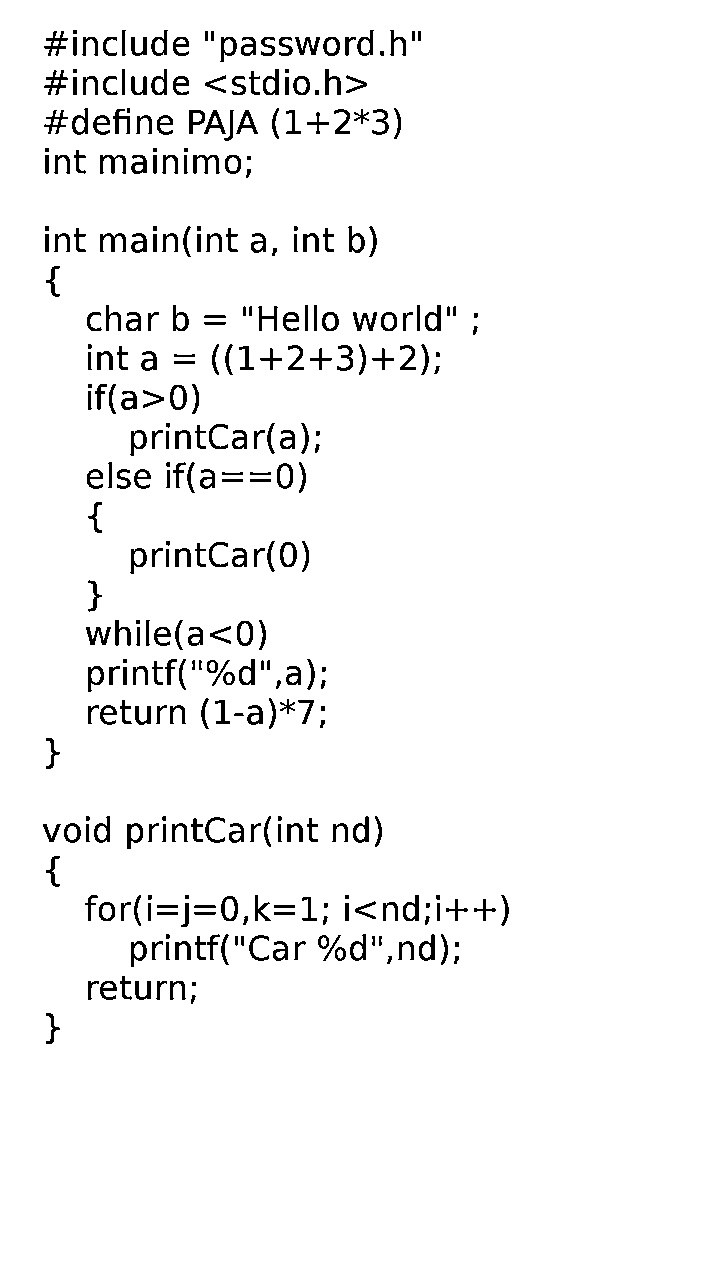 #include "password.h"
#include <stdio.h>
#define PAJA (1+2*3)
int mainimo;

int main(int a, int b)
{
    char b = "Hello world" ;
    int a = ((1+2+3)+2);
    if(a>0)
        printCar(a);
    else if(a==0)
    {
        printCar(0)
    }
    while(a<0)
    printf("%d",a);
    return (1-a)*7;
}

void printCar(int nd)
{
    for(i=j=0,k=1; i<nd;i++)
        printf("Car %d",nd);
    return;
}